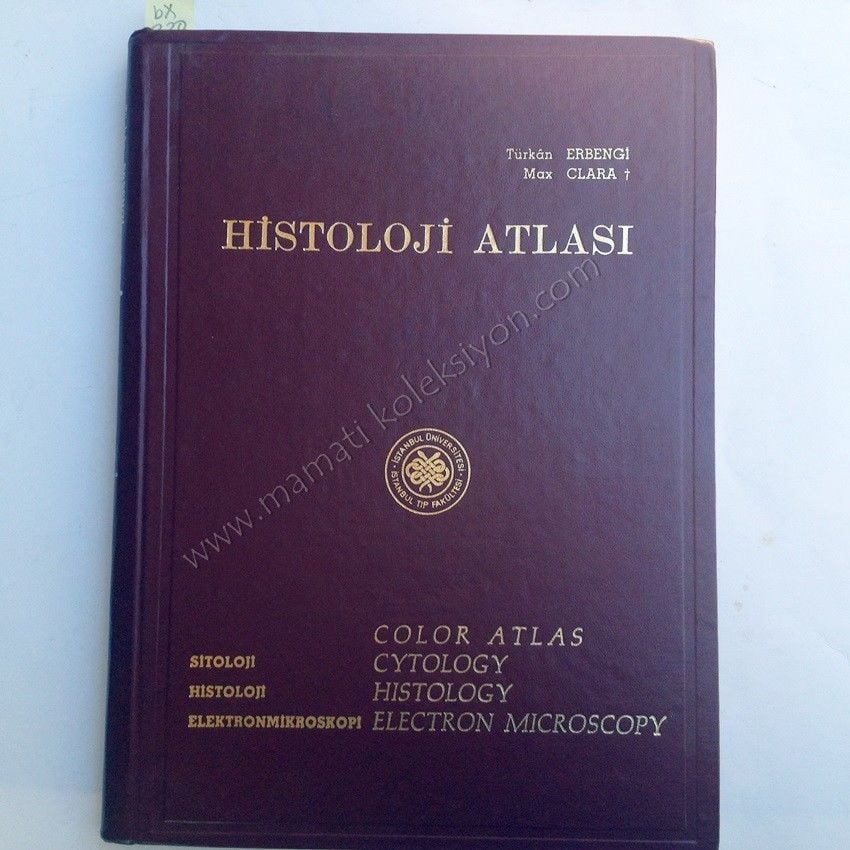 bx
Türkân ERBENGİ
Max CLARA †
HİSTOLOJİ ATLASI
www.mamati koleksiyon.com
İSTANBUL ÜNİVERSİTESİ
İSTANBUL TIP FAKÜLTESİ
COLOR ATLAS
SİTOLOJİ CYTOLOGY
HİSTOLOJİ HISTOLOGY
ELEKTRONMİKROSKOPİ ELECTRON MICROSCOPY